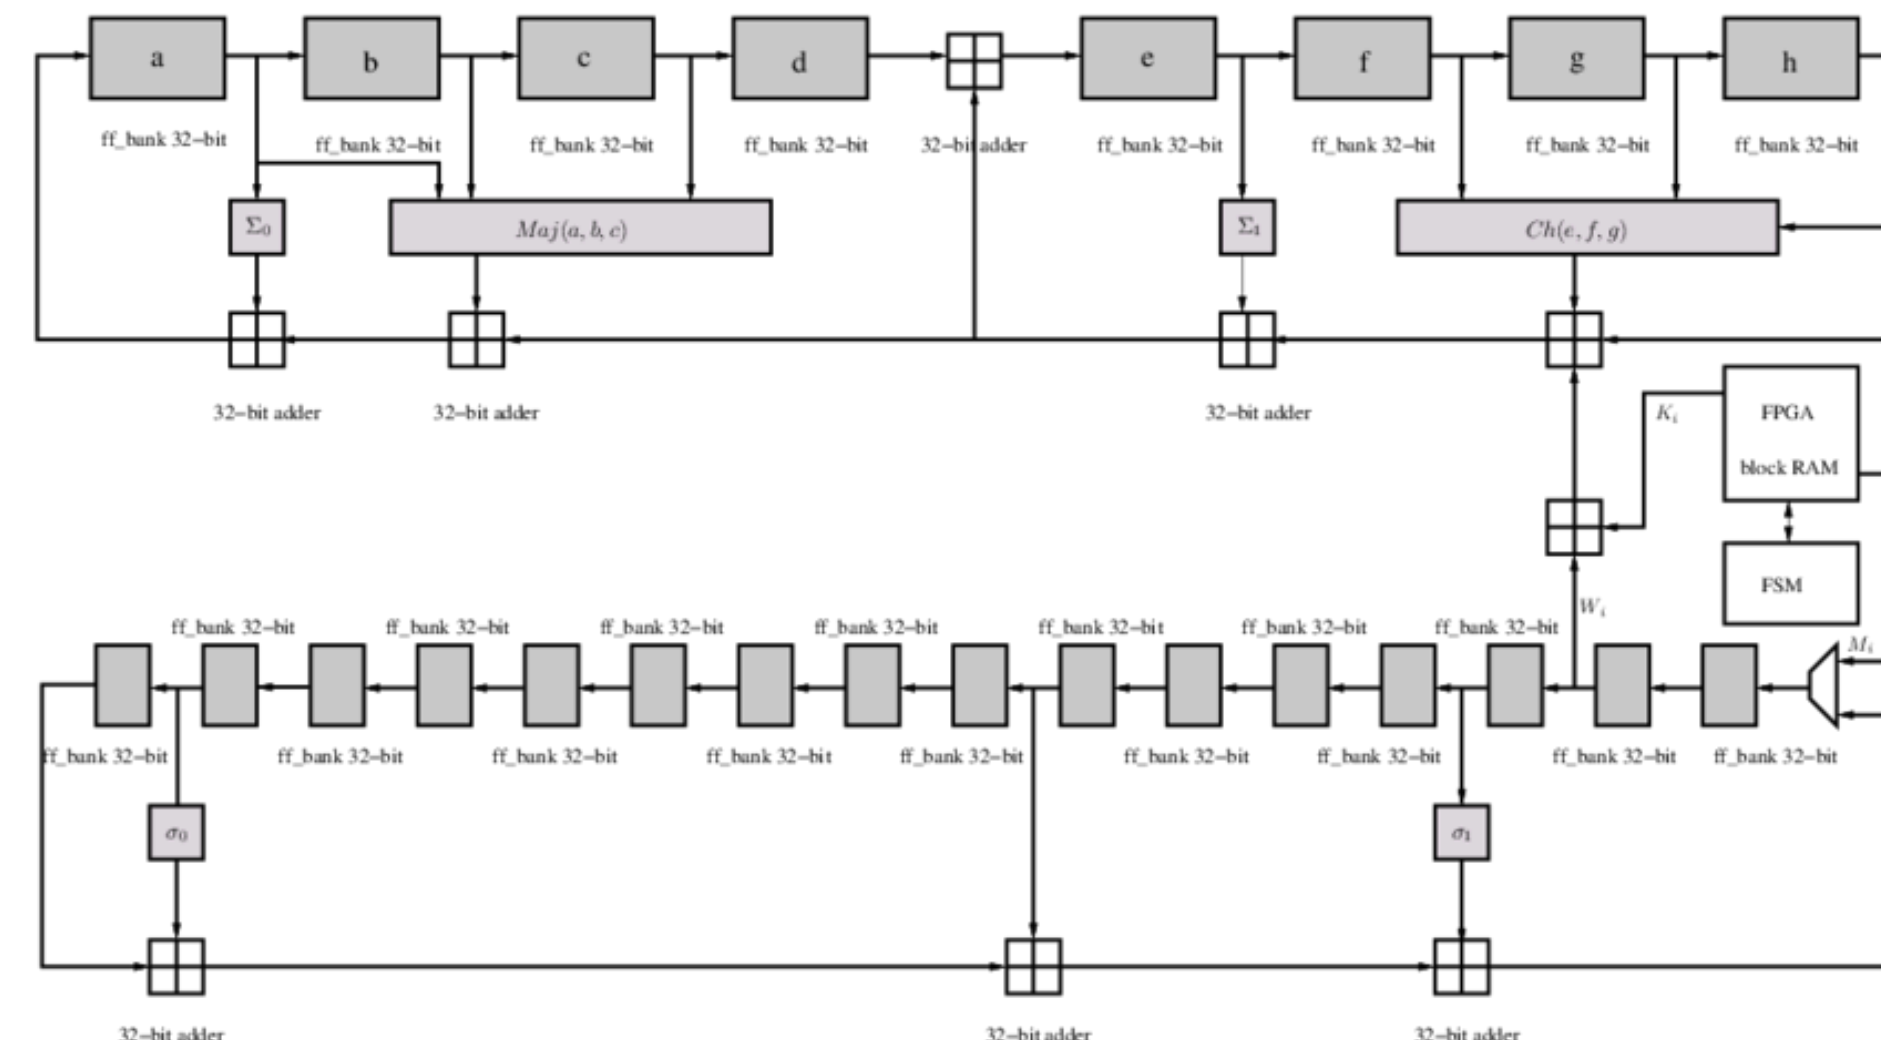 a b c d e f g h
ff_bank 32-bit ff_bank 32-bit ff_bank 32-bit ff_bank 32-bit 32-bit adder ff_bank 32-bit ff_bank 32-bit ff_bank 32-bit ff_bank 32-bit
Σ₀ Maj(a, b, c) Σ₁ Ch(e, f, g)
32-bit adder 32-bit adder 32-bit adder Kᵢ FPGA
block RAM
FSM
Wᵢ
ff_bank 32-bit ff_bank 32-bit ff_bank 32-bit ff_bank 32-bit ff_bank 32-bit ff_bank 32-bit ff_bank 32-bit
Mᵢ
ff_bank 32-bit ff_bank 32-bit ff_bank 32-bit ff_bank 32-bit ff_bank 32-bit ff_bank 32-bit ff_bank 32-bit ff_bank 32-bit ff_bank 32-bit
σ₀ σ₁
32-bit adder 32-bit adder 32-bit adder